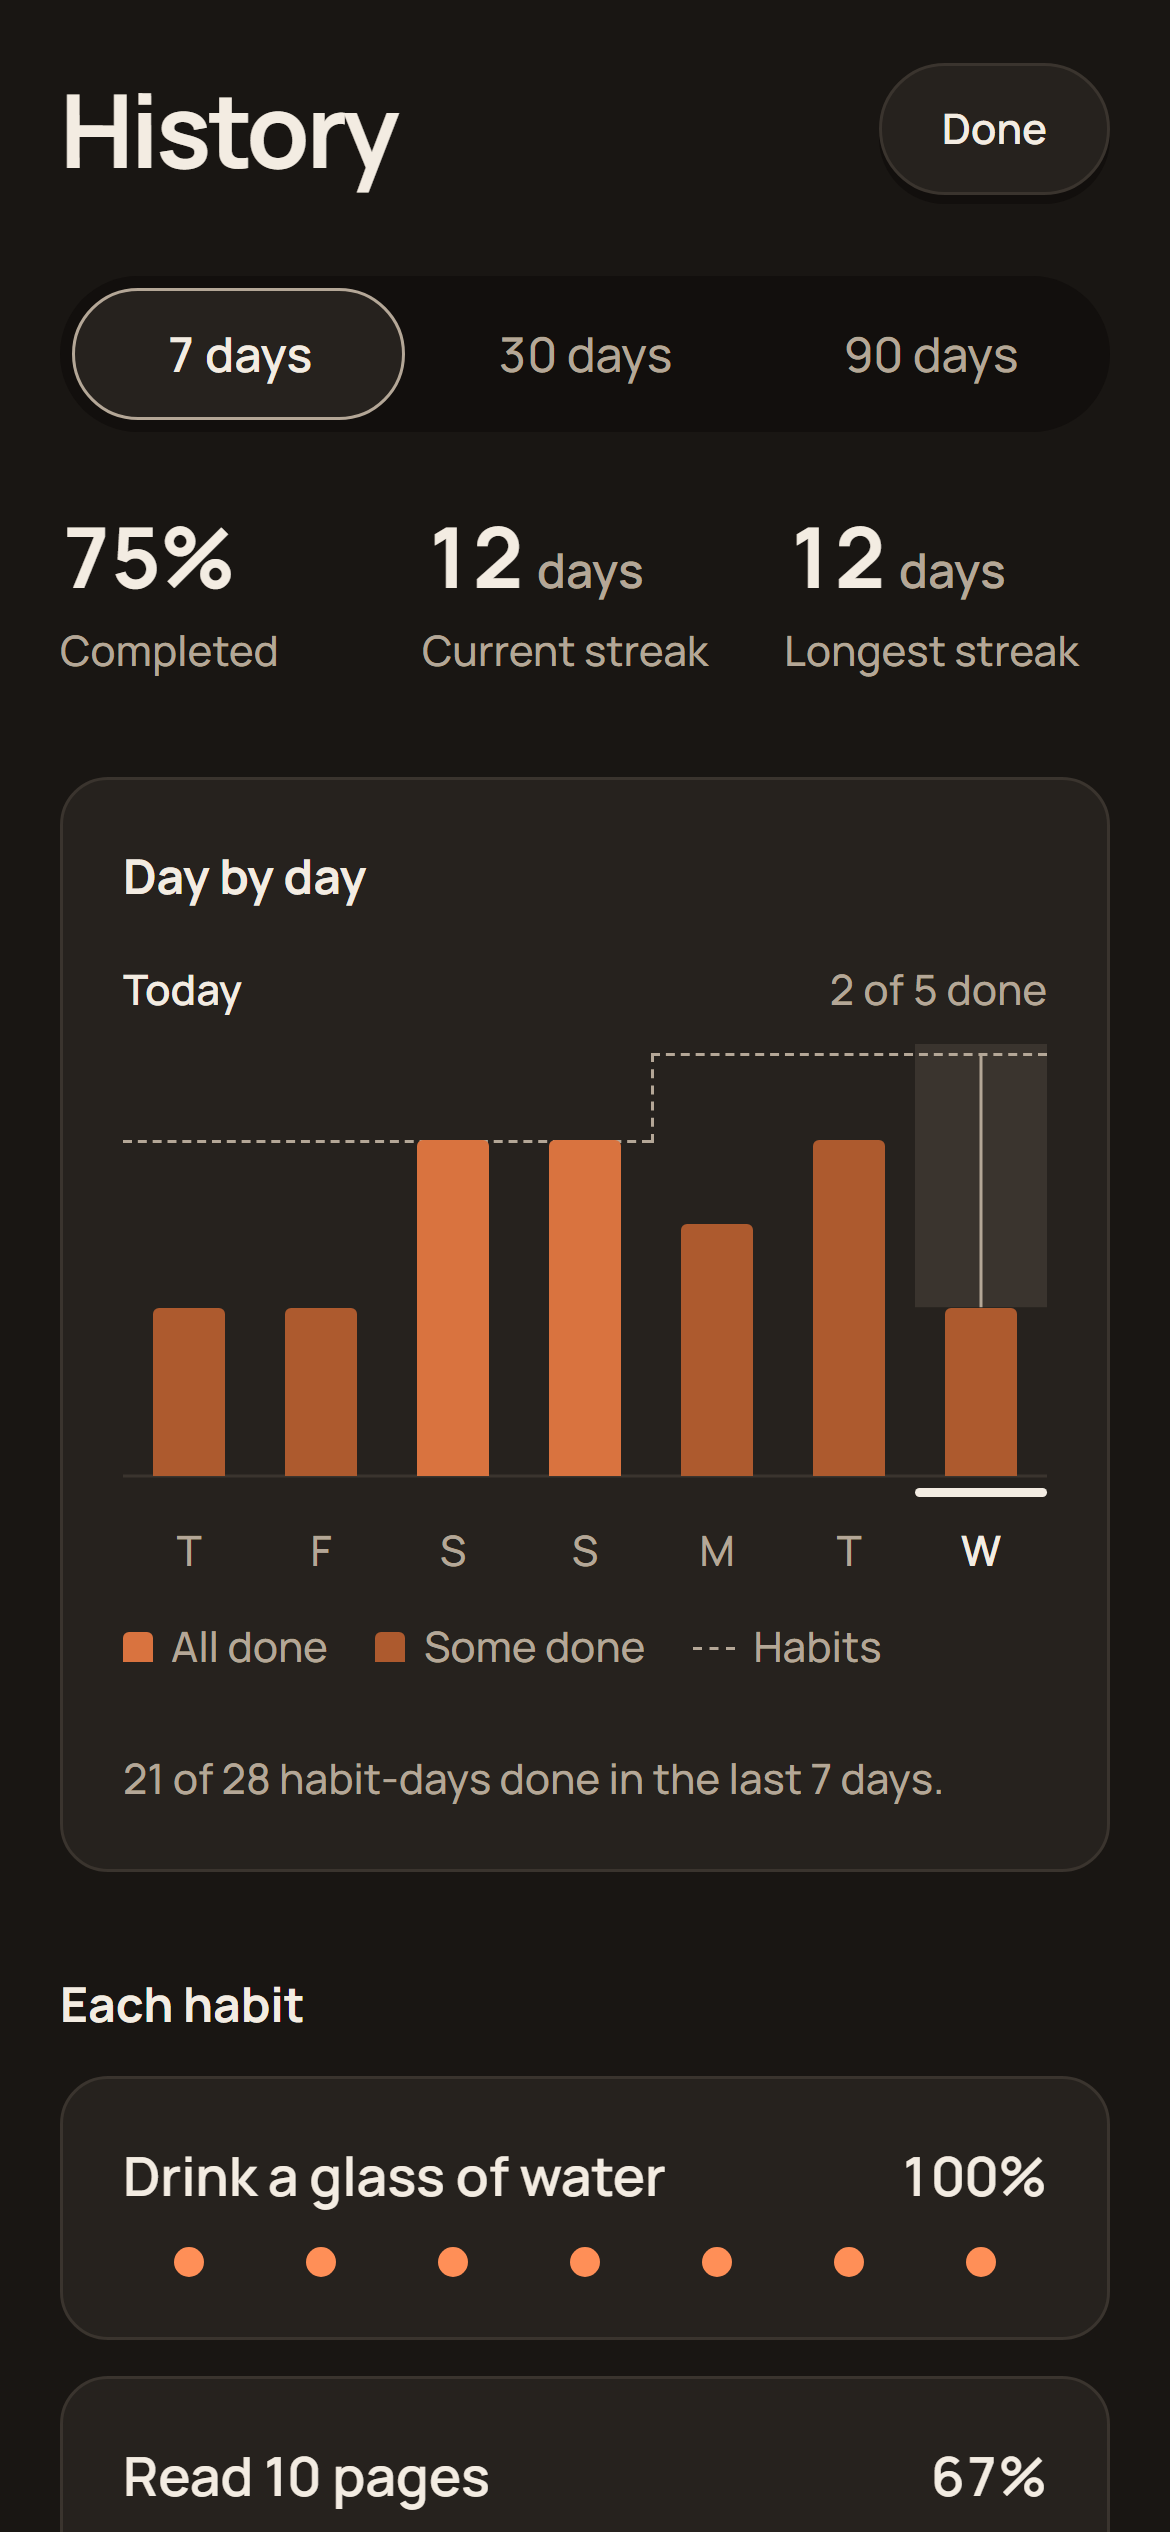 History
Done
7 days
30 days
90 days
75%
12 days
12 days
Completed
Current streak
Longest streak
Day by day
Today
2 of 5 done
T F S S M T W
All done
Some done
Habits
21 of 28 habit-days done in the last 7 days.
Each habit
Drink a glass of water
100%
Read 10 pages
67%